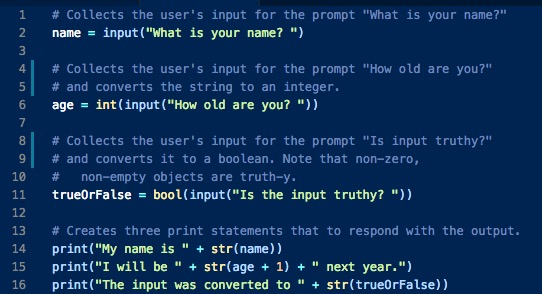 1 # Collects the user's input for the prompt "What is your name?"
2 name = input("What is your name? ")
3
4 # Collects the user's input for the prompt "How old are you?"
5 # and converts the string to an integer.
6 age = int(input("How old are you? "))
7
8 # Collects the user's input for the prompt "Is input truthy?"
9 # and converts it to a boolean. Note that non-zero,
10 #   non-empty objects are truth-y.
11 trueOrFalse = bool(input("Is the input truthy? "))
12
13 # Creates three print statements that to respond with the output.
14 print("My name is " + str(name))
15 print("I will be " + str(age + 1) + " next year.")
16 print("The input was converted to " + str(trueOrFalse))